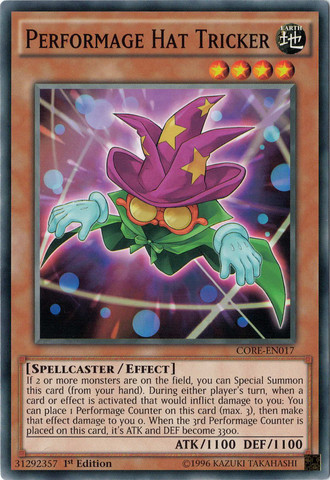 PERFORMAGE HAT TRICKER
EARTH
地
CORE-EN017
[SPELLCASTER / EFFECT]
If 2 or more monsters are on the field, you can Special Summon
this card (from your hand). During either player's turn, when a
card or effect is activated that would inflict damage to you: You
can place 1 Performage Counter on this card (max. 3), then make
that effect damage to you 0. When the 3rd Performage Counter is
placed on this card, it's ATK and DEF become 3300.
ATK/1100 DEF/1100
31292357 1st Edition ©1996 KAZUKI TAKAHASHI